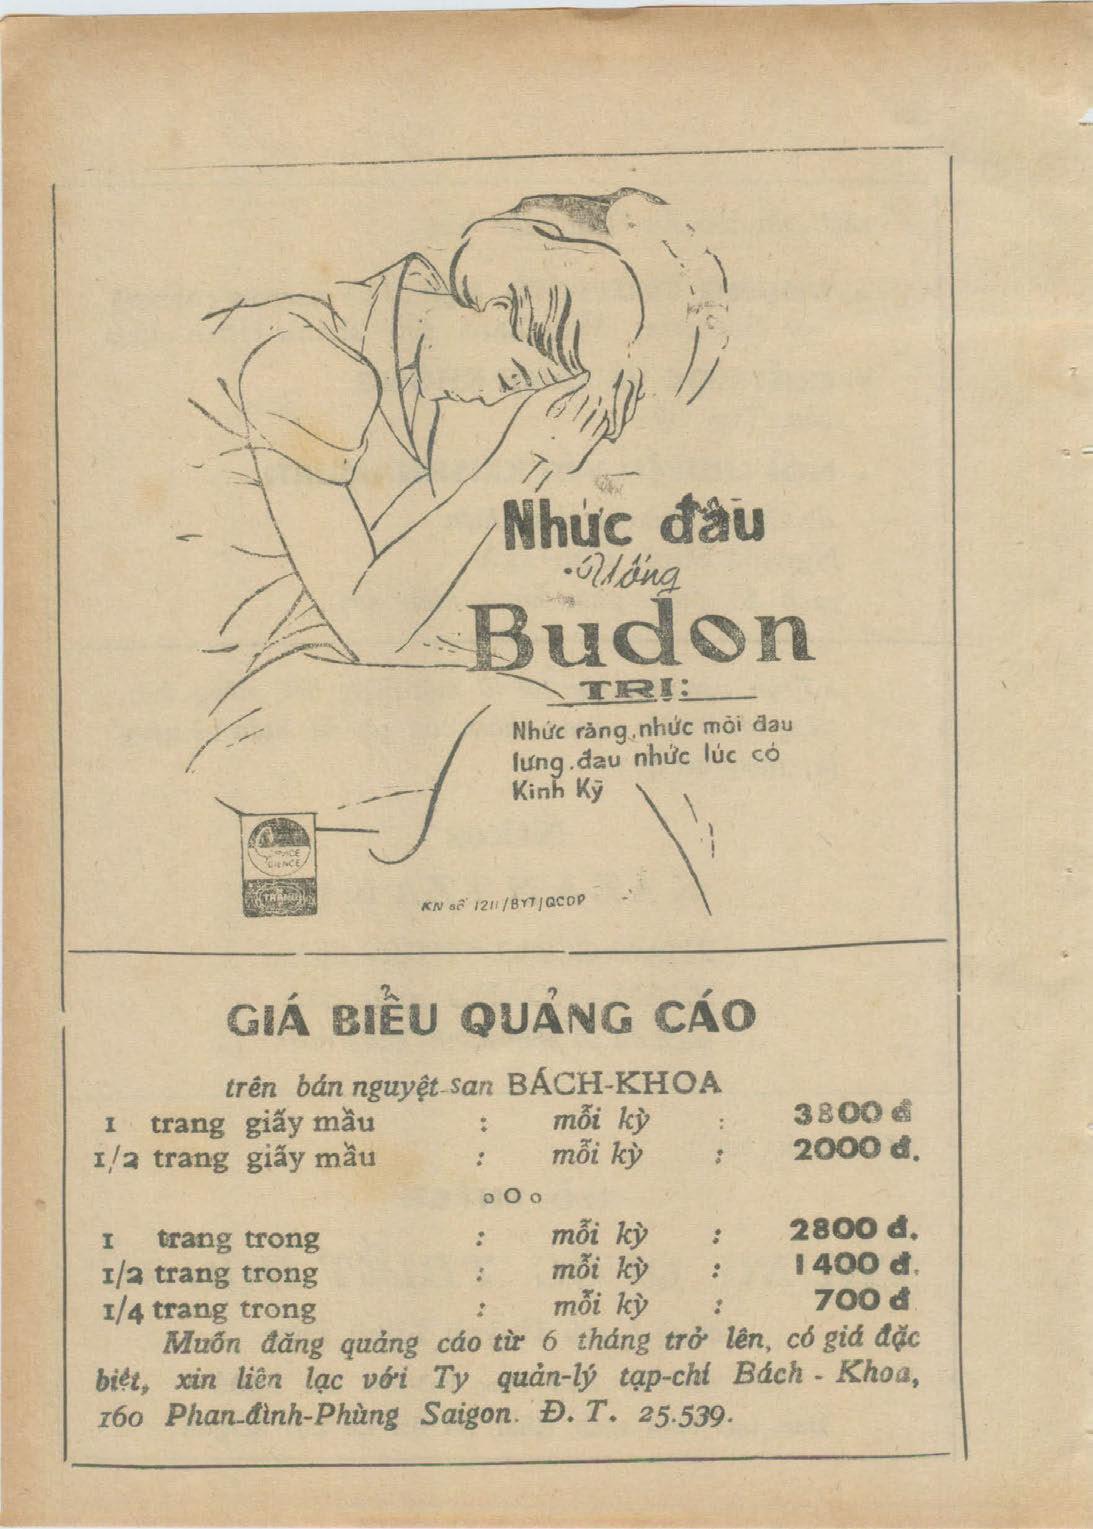 Nhức đầu
Uống
Budon
TRỊ:
Nhức răng, nhức mỏi đau
lưng, đau nhức lúc có
Kinh Kỳ
KN số 1211/BYT/QCDP
GIÁ BIỂU QUẢNG CÁO
trên bán nguyệt-san BÁCH-KHOA
1 trang giấy mầu : mỗi kỳ : 3800 đ
1/2 trang giấy mầu : mỗi kỳ : 2000 đ.
oOo
1 trang trong : mỗi kỳ : 2800 đ.
1/2 trang trong : mỗi kỳ : 1400 đ.
1/4 trang trong : mỗi kỳ : 700 đ
Muốn đăng quảng cáo từ 6 tháng trở lên, có giá đặc
biệt, xin liên lạc với Ty quản-lý tạp-chí Bách - Khoa,
160 Phan-đình-Phùng Saigon. Đ. T. 25.539.